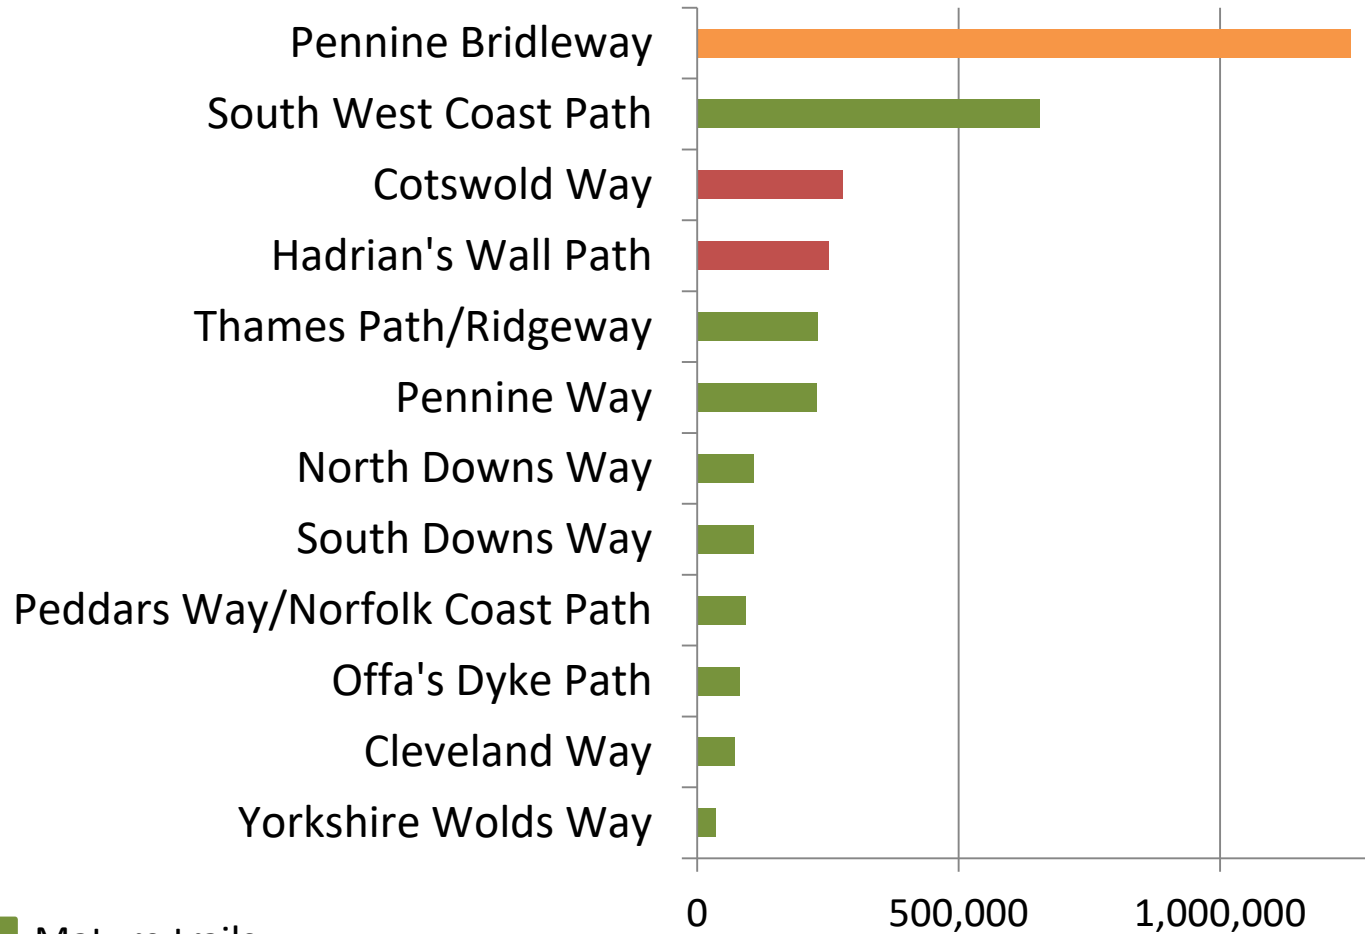 Pennine Bridleway
South West Coast Path
Cotswold Way
Hadrian's Wall Path
Thames Path/Ridgeway
Pennine Way
North Downs Way
South Downs Way
Peddars Way/Norfolk Coast Path
Offa's Dyke Path
Cleveland Way
Yorkshire Wolds Way
0 500,000 1,000,000
Mature trails